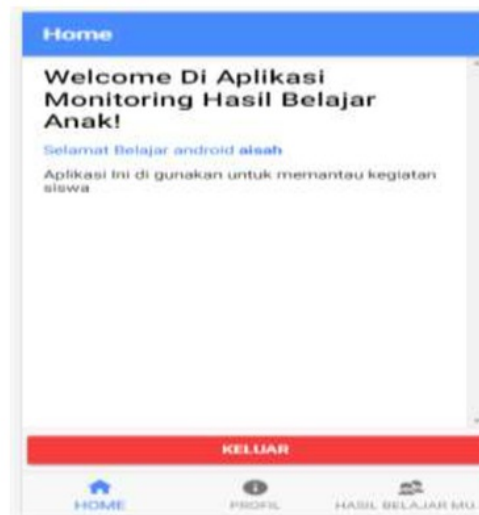 Home
Welcome Di Aplikasi
Monitoring Hasil Belajar
Anak!
Selamat Belajar android aisah
Aplikasi Ini di gunakan untuk memantau kegiatan
siswa
KELUAR
HOME PROFIL HASIL BELAJAR MU